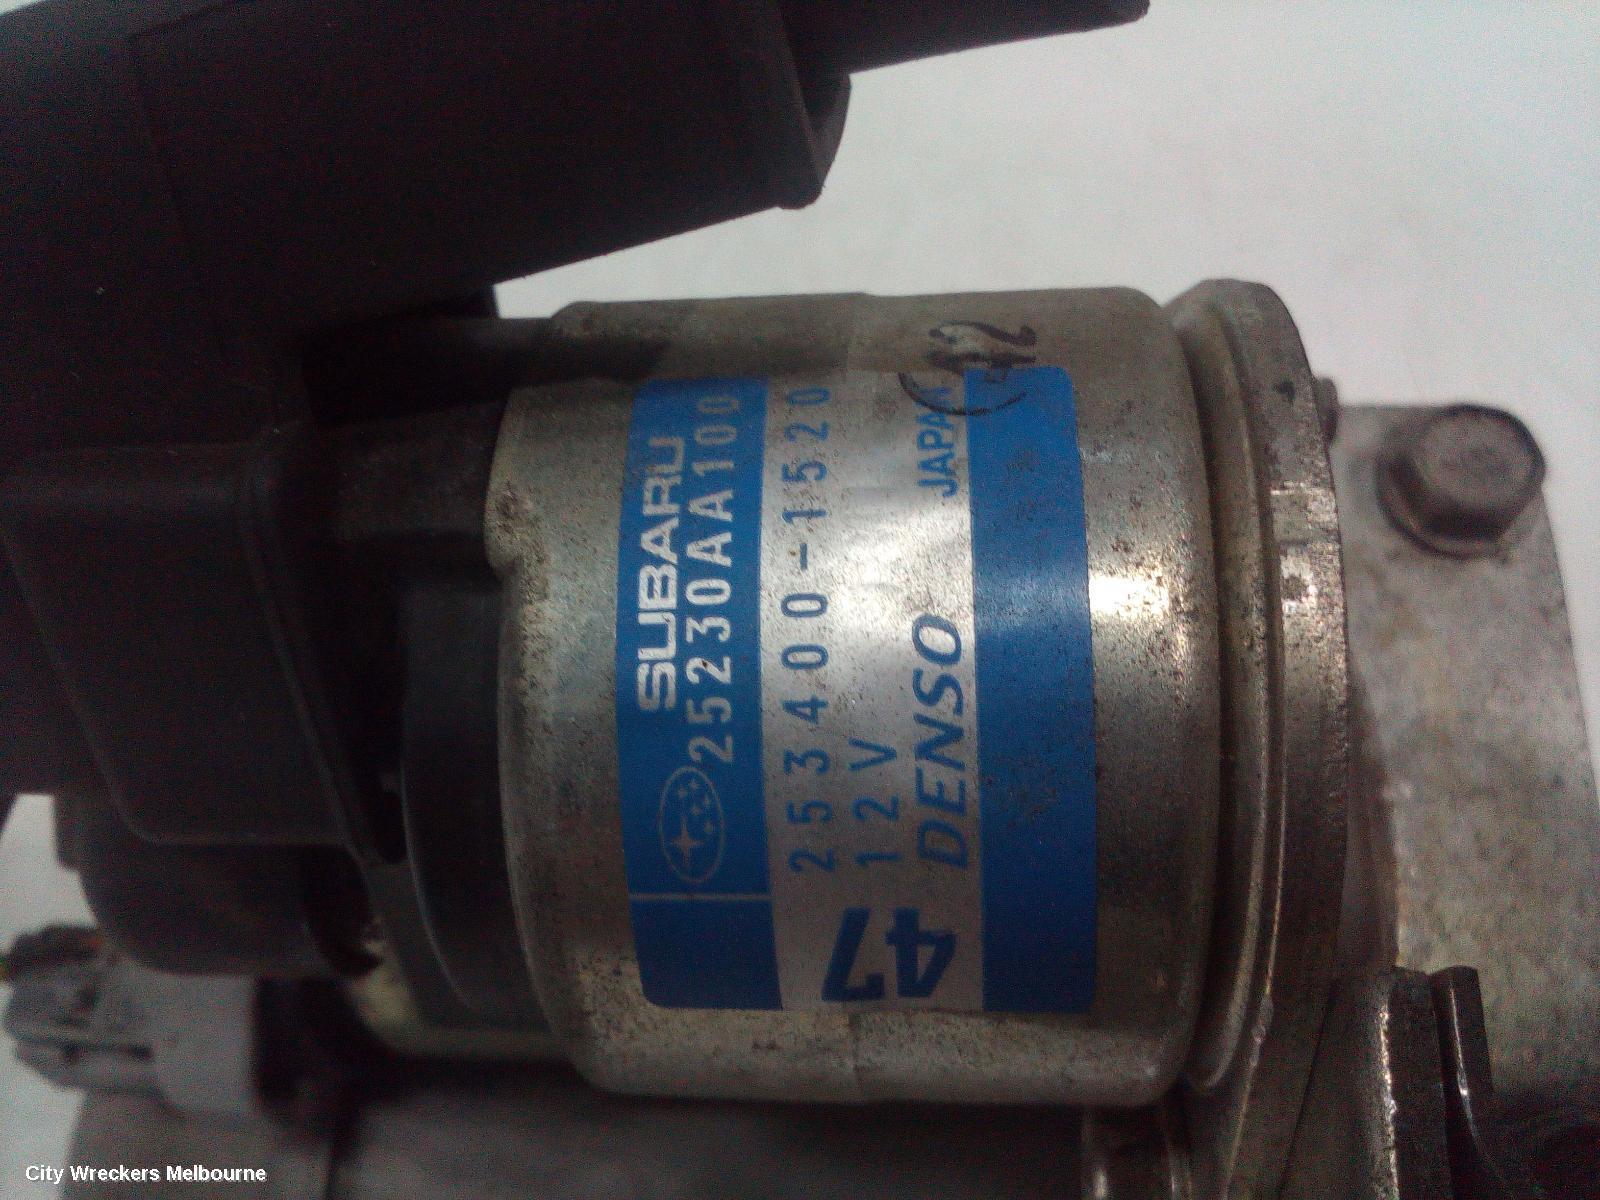 SUBARU
25230AA100
253400-1520
12V
DENSO JAPAN
47
42
City Wreckers Melbourne